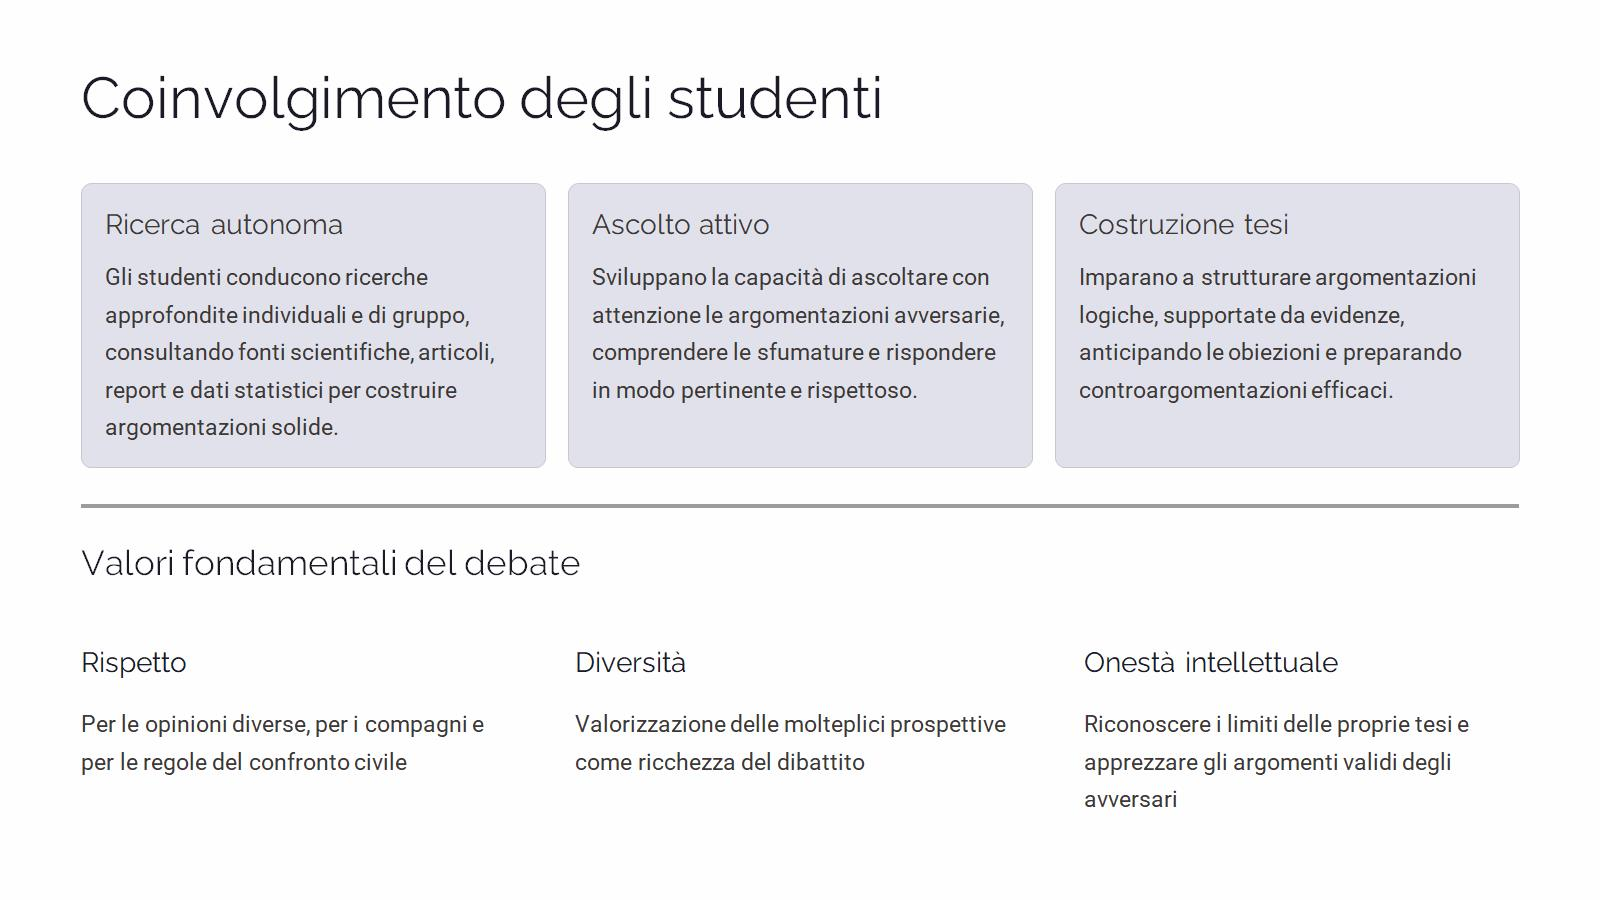 Coinvolgimento degli studenti
Ricerca autonoma
Gli studenti conducono ricerche
approfondite individuali e di gruppo,
consultando fonti scientifiche, articoli,
report e dati statistici per costruire
argomentazioni solide.
Ascolto attivo
Sviluppano la capacità di ascoltare con
attenzione le argomentazioni avversarie,
comprendere le sfumature e rispondere
in modo pertinente e rispettoso.
Costruzione tesi
Imparano a strutturare argomentazioni
logiche, supportate da evidenze,
anticipando le obiezioni e preparando
controargomentazioni efficaci.
Valori fondamentali del debate
Rispetto
Per le opinioni diverse, per i compagni e
per le regole del confronto civile
Diversità
Valorizzazione delle molteplici prospettive
come ricchezza del dibattito
Onestà intellettuale
Riconoscere i limiti delle proprie tesi e
apprezzare gli argomenti validi degli
avversari